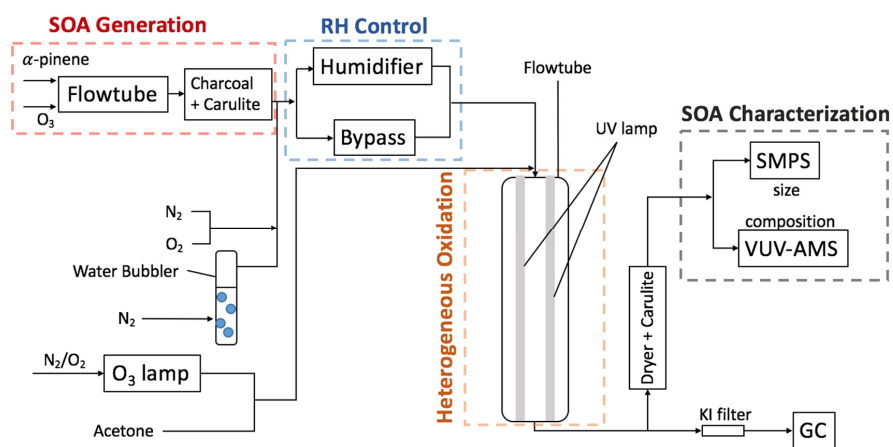 SOA Generation
RH Control
α-pinene
O₃
Flowtube
Charcoal
+ Carulite
Humidifier
Bypass
Flowtube
UV lamp
SOA Characterization
SMPS
size
composition
VUV-AMS
N₂
O₂
Water Bubbler
N₂
N₂/O₂
O₃ lamp
Acetone
Heterogeneous Oxidation
Dryer + Carulite
KI filter
GC